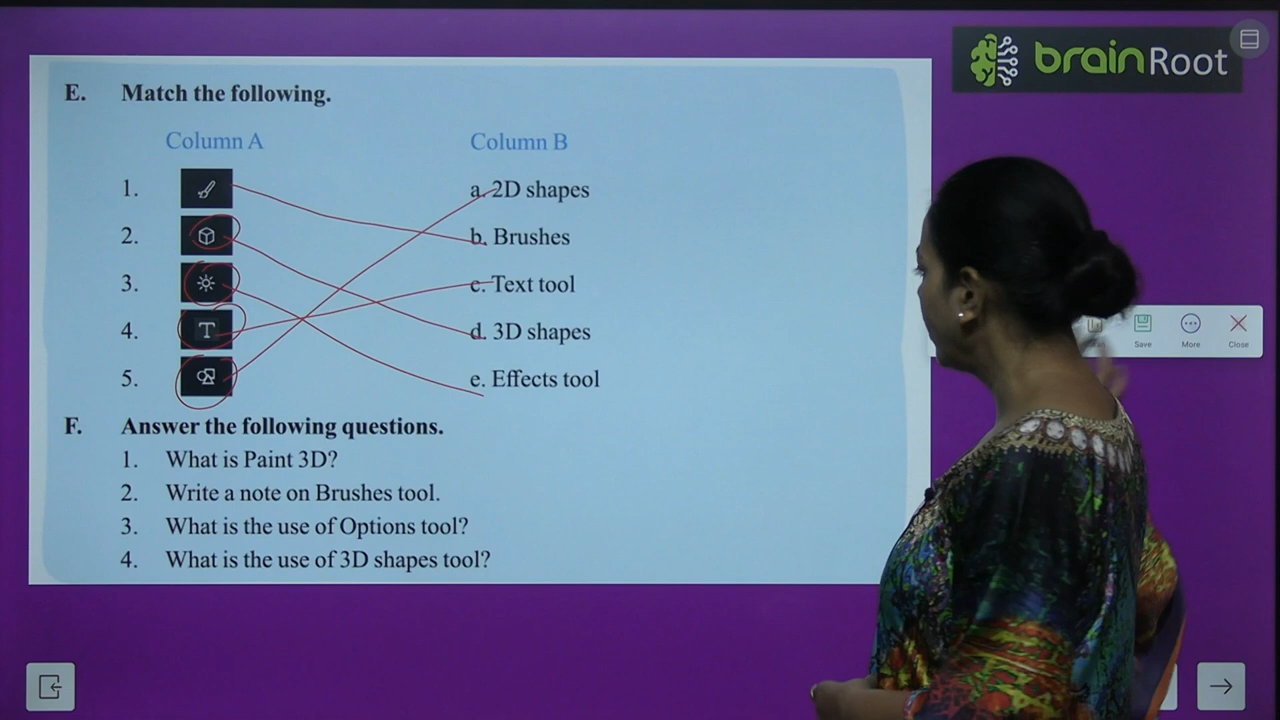 brainRoot
E. Match the following.
Column A Column B
1. a. 2D shapes
2. b. Brushes
3. c. Text tool
4. T d. 3D shapes
5. e. Effects tool
Save More Close
F. Answer the following questions.
1. What is Paint 3D?
2. Write a note on Brushes tool.
3. What is the use of Options tool?
4. What is the use of 3D shapes tool?